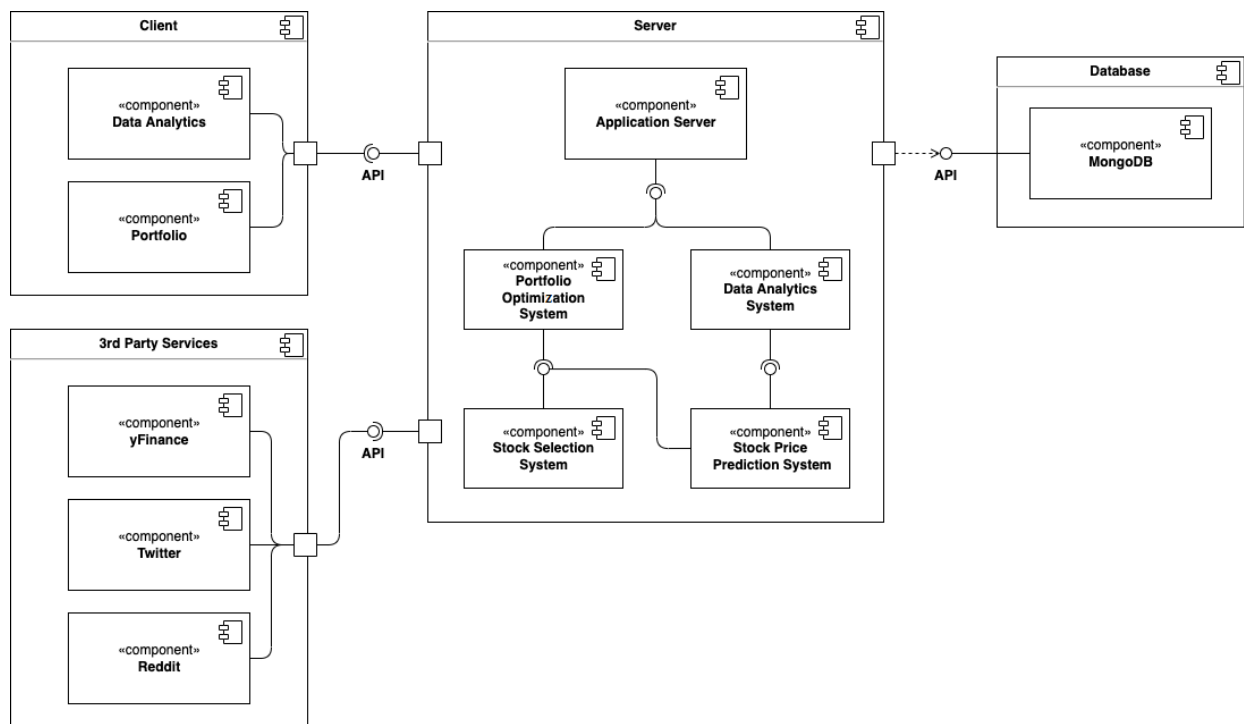 Client
«component»
Data Analytics
«component»
Portfolio
API
3rd Party Services
«component»
yFinance
«component»
Twitter
«component»
Reddit
API
Server
«component»
Application Server
«component»
Portfolio
Optimization
System
«component»
Data Analytics
System
«component»
Stock Selection
System
«component»
Stock Price
Prediction System
API
Database
«component»
MongoDB